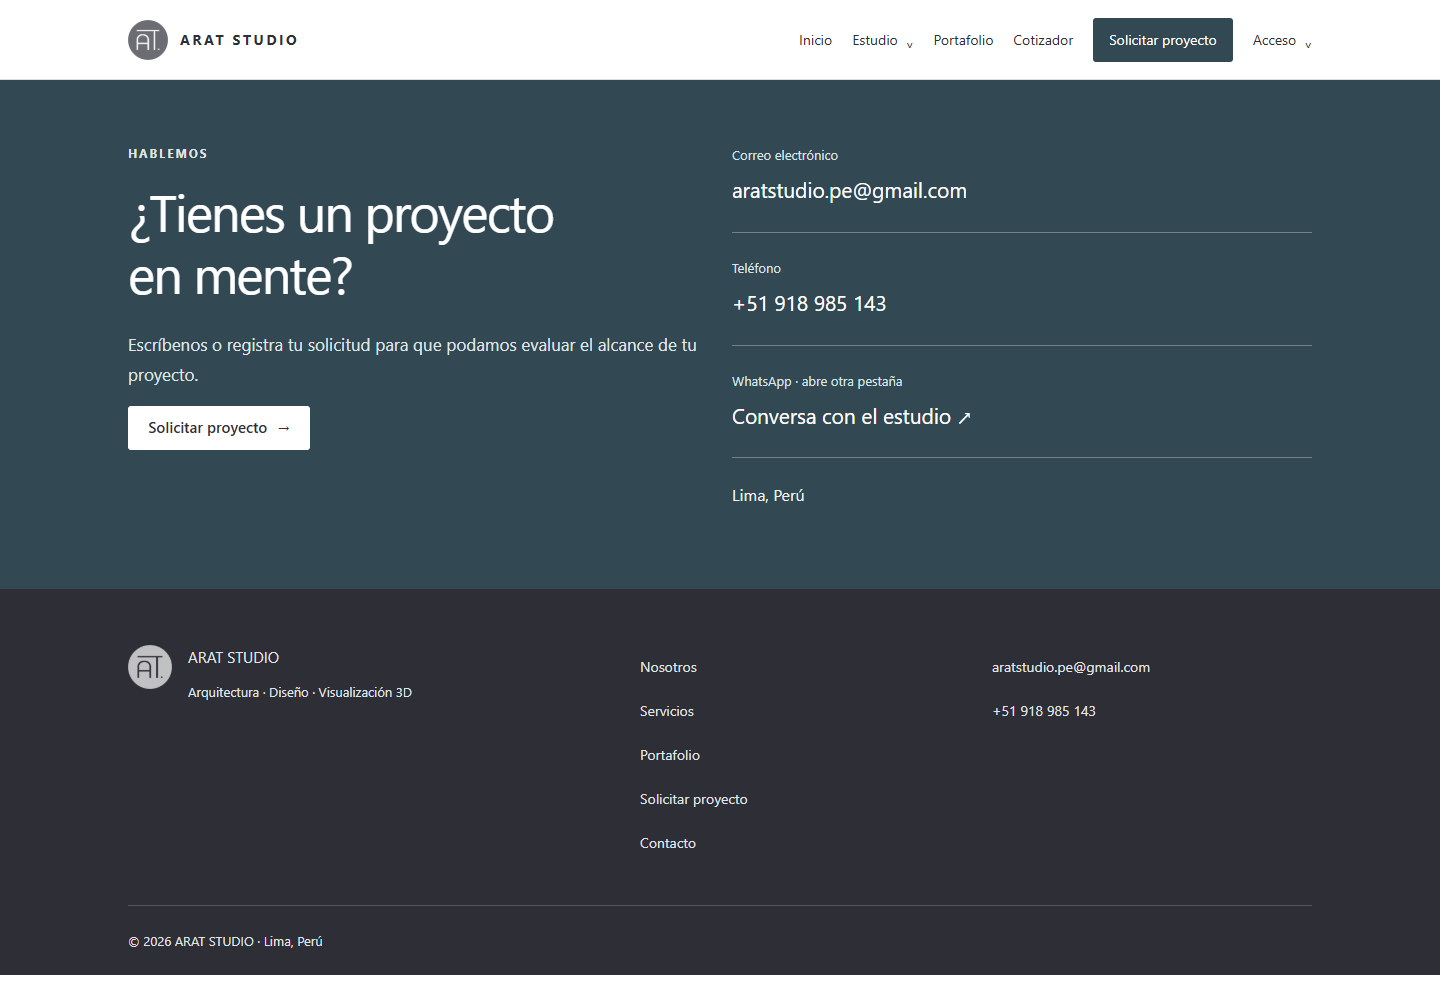 AT.
ARAT STUDIO
Inicio
Estudio
Portafolio
Cotizador
Solicitar proyecto
Acceso
HABLEMOS
¿Tienes un proyecto
en mente?
Escríbenos o registra tu solicitud para que podamos evaluar el alcance de tu
proyecto.
Solicitar proyecto →
Correo electrónico
aratstudio.pe@gmail.com
Teléfono
+51 918 985 143
WhatsApp · abre otra pestaña
Conversa con el estudio ↗
Lima, Perú
AT.
ARAT STUDIO
Arquitectura · Diseño · Visualización 3D
Nosotros
Servicios
Portafolio
Solicitar proyecto
Contacto
aratstudio.pe@gmail.com
+51 918 985 143
© 2026 ARAT STUDIO · Lima, Perú